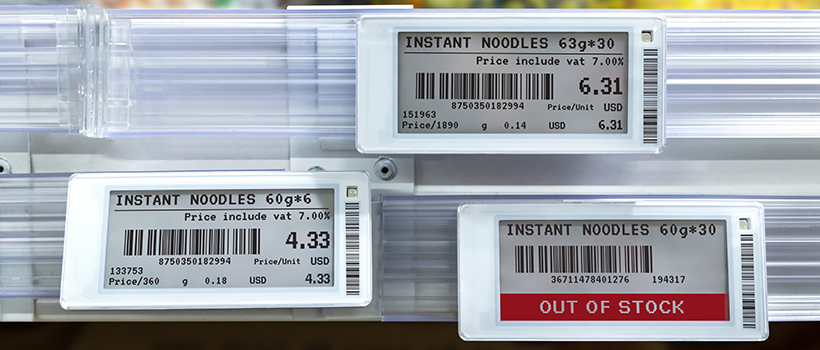 INSTANT NOODLES 63g*30
Price include vat 7.00%
6.31
8750350182994 Price/Unit USD
151963
Price/1890 g 0.14 USD 6.31
INSTANT NOODLES 60g*6
Price include vat 7.00%
4.33
8750350182994 Price/Unit USD
133753
Price/360 g 0.18 USD 4.33
INSTANT NOODLES 60g*30
36711478401276 194317
OUT OF STOCK